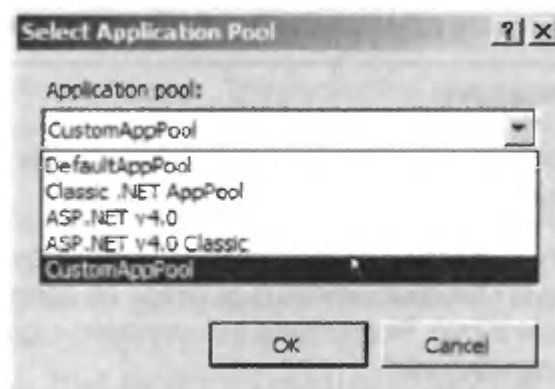 Select Application Pool ? X
Application pool:
CustomAppPool
DefaultAppPool
Classic .NET AppPool
ASP.NET v4.0
ASP.NET v4.0 Classic
CustomAppPool
OK Cancel